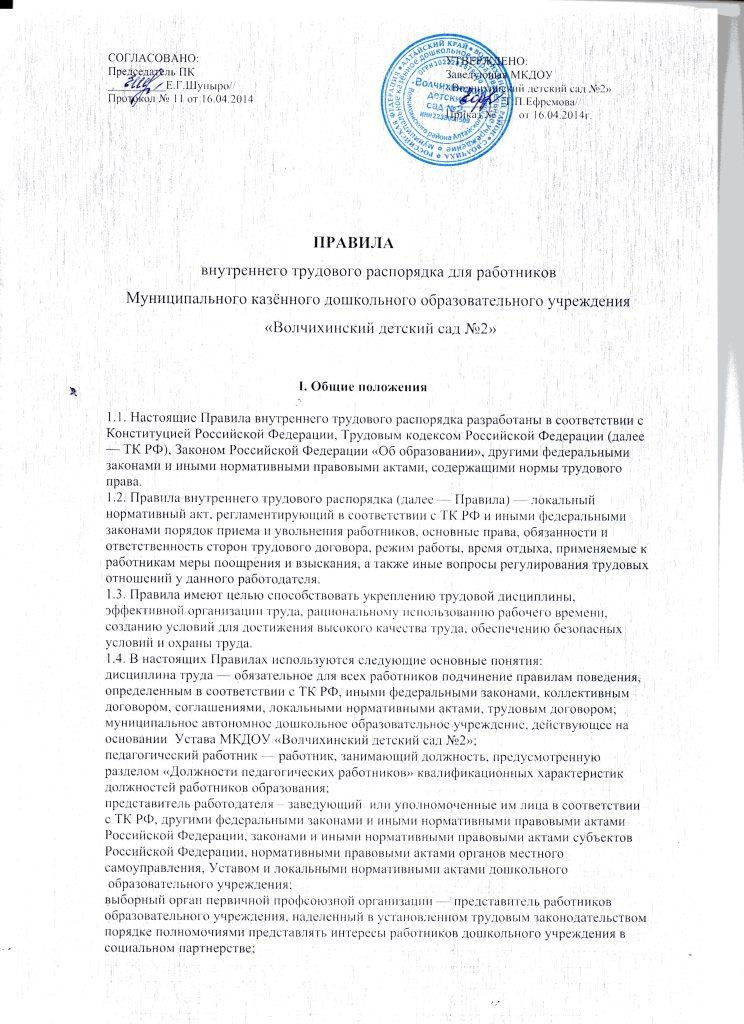 СОГЛАСОВАНО:
Председатель ПК
Е.Г.Шуныро//
Протокол № 11 от 16.04.2014
УТВЕРЖДЕНО:
Заведующая МКДОУ
«Волчихинский детский сад №2»
Т.П.Ефремова//
Приказ № от 16.04.2014г.
Волчихинский
детский
сад №2
ПРАВИЛА
внутреннего трудового распорядка для работников
Муниципального казённого дошкольного образовательного учреждения
«Волчихинский детский сад №2»
I. Общие положения
1.1. Настоящие Правила внутреннего трудового распорядка разработаны в соответствии с
Конституцией Российской Федерации, Трудовым кодексом Российской Федерации (далее
— ТК РФ), Законом Российской Федерации «Об образовании», другими федеральными
законами и иными нормативными правовыми актами, содержащими нормы трудового
права.
1.2. Правила внутреннего трудового распорядка (далее — Правила) — локальный
нормативный акт, регламентирующий в соответствии с ТК РФ и иными федеральными
законами порядок приема и увольнения работников, основные права, обязанности и
ответственность сторон трудового договора, режим работы, время отдыха, применяемые к
работникам меры поощрения и взыскания, а также иные вопросы регулирования трудовых
отношений у данного работодателя.
1.3. Правила имеют целью способствовать укреплению трудовой дисциплины,
эффективной организации труда, рациональному использованию рабочего времени,
созданию условий для достижения высокого качества труда, обеспечению безопасных
условий и охраны труда.
1.4. В настоящих Правилах используются следующие основные понятия:
дисциплина труда — обязательное для всех работников подчинение правилам поведения,
определенным в соответствии с ТК РФ, иными федеральными законами, коллективным
договором, соглашениями, локальными нормативными актами, трудовым договором;
муниципальное автономное дошкольное образовательное учреждение, действующее на
основании Устава МКДОУ «Волчихинский детский сад №2»;
педагогический работник — работник, занимающий должность, предусмотренную
разделом «Должности педагогических работников» квалификационных характеристик
должностей работников образования;
представитель работодателя – заведующий или уполномоченные им лица в соответствии
с ТК РФ, другими федеральными законами и иными нормативными правовыми актами
Российской Федерации, законами и иными нормативными правовыми актами субъектов
Российской Федерации, нормативными правовыми актами органов местного
самоуправления, Уставом и локальными нормативными актами дошкольного
образовательного учреждения;
выборный орган первичной профсоюзной организации — представитель работников
образовательного учреждения, наделенный в установленном трудовым законодательством
порядке полномочиями представлять интересы работников дошкольного учреждения в
социальном партнерстве;